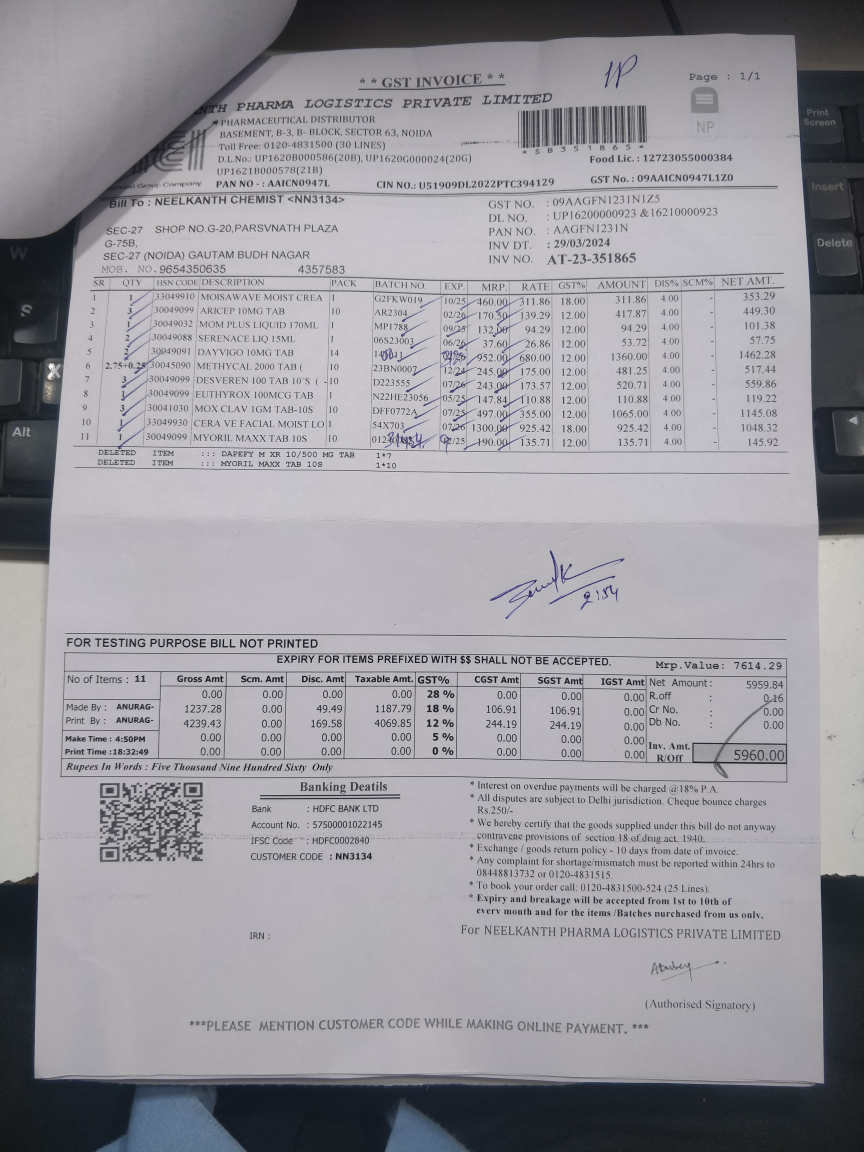 ** GST INVOICE **
1P
Page : 1/1
NTH PHARMA LOGISTICS PRIVATE LIMITED
PHARMACEUTICAL DISTRIBUTOR
BASEMENT, B-3, B- BLOCK, SECTOR 63, NOIDA
Toll Free: 0120-4831500 (30 LINES)
D.L.No.: UP1620B000586(20B), UP1620G000024(20G)
UP1621B000578(21B)
Group Company PAN NO - : AAICN0947L CIN NO.: U51909DL2022PTC394129
*SB351865*
NP
Food Lic. : 12723055000384
GST No. : 09AAICN0947L1Z0
Bill To : NEELKANTH CHEMIST <NN3134>
SEC-27 SHOP NO.G-20,PARSVNATH PLAZA
G-75B,
SEC-27 (NOIDA) GAUTAM BUDH NAGAR
MOB. NO. 9654350635 4357583
GST NO. : 09AAGFN1231N1Z5
DL NO. : UP16200000923 &16210000923
PAN NO. : AAGFN1231N
INV DT. : 29/03/2024
INV NO. AT-23-351865
SR QTY HSN CODE DESCRIPTION PACK BATCH NO. EXP. MRP. RATE GST% AMOUNT DIS% SCM% NET AMT.
1 1 33049910 MOISAWAVE MOIST CREA 1 G2FKW019 10/25 460.00 311.86 18.00 311.86 4.00 - 353.29
2 3 30049099 ARICEP 10MG TAB 10 AR2304 02/26 170.50 139.29 12.00 417.87 4.00 - 449.30
3 1 30049032 MOM PLUS LIQUID 170ML 1 MP1788 09/25 132.00 94.29 12.00 94.29 4.00 - 101.38
4 2 30049088 SERENACE LIQ 15ML 1 06S23003 06/26 37.60 26.86 12.00 53.72 4.00 - 57.75
5 2 30049091 DAYVIGO 10MG TAB 14 952.00 680.00 12.00 1360.00 4.00 - 1462.28
6 2.75+0.25 30045090 METHYCAL 2000 TAB ( 10 23BN0007 12/24 245.00 175.00 12.00 481.25 4.00 - 517.44
7 3 30049099 DESVEREN 100 TAB 10`S ( - 10 D223555 07/26 243.00 173.57 12.00 520.71 4.00 - 559.86
8 1 30049099 EUTHYROX 100MCG TAB 1 N22HE23056 05/25 147.84 110.88 12.00 110.88 4.00 - 119.22
9 3 30041030 MOX CLAV 1GM TAB-10S 10 DFF0772A 07/25 497.00 355.00 12.00 1065.00 4.00 - 1145.08
10 1 33049930 CERA VE FACIAL MOIST LO 1 54X703 07/26 1300.00 925.42 18.00 925.42 4.00 - 1048.32
11 1 30049099 MYORIL MAXX TAB 10S 10 190.00 135.71 12.00 135.71 4.00 - 145.92
DELETED ITEM ::: DAPEFY M XR 10/500 MG TAB 1*7
DELETED ITEM ::: MYORIL MAXX TAB 10S 1*10
FOR TESTING PURPOSE BILL NOT PRINTED
EXPIRY FOR ITEMS PREFIXED WITH $$ SHALL NOT BE ACCEPTED.
Mrp.Value: 7614.29
No of Items : 11 Gross Amt Scm. Amt Disc. Amt Taxable Amt. GST% CGST Amt SGST Amt IGST Amt Net Amount: 5959.84
0.00 0.00 0.00 0.00 28 % 0.00 0.00 0.00 R.off : 0.16
Made By : ANURAG- 1237.28 0.00 49.49 1187.79 18 % 106.91 106.91 0.00 Cr No. : 0.00
Print By : ANURAG- 4239.43 0.00 169.58 4069.85 12 % 244.19 244.19 0.00 Db No. : 0.00
Make Time : 4:50PM 0.00 0.00 0.00 0.00 5 % 0.00 0.00 0.00
Print Time :18:32:49 0.00 0.00 0.00 0.00 0 % 0.00 0.00 0.00
Inv. Amt. R/Off 5960.00
Rupees In Words : Five Thousand Nine Hundred Sixty Only
Banking Deatils
Bank : HDFC BANK LTD
Account No. : 57500001022145
IFSC Code : HDFC0002840
CUSTOMER CODE : NN3134
* Interest on overdue payments will be charged @18% P.A.
* All disputes are subject to Delhi jurisdiction. Cheque bounce charges
Rs.250/-
* We hereby certify that the goods supplied under this bill do not anyway
contravene provisions of section 18 of drug act, 1940.
* Exchange / goods return policy - 10 days from date of invoice.
* Any complaint for shortage/mismatch must be reported within 24hrs to
08448813732 or 0120-4831515.
* To book your order call: 0120-4831500-524 (25 Lines).
* Expiry and breakage will be accepted from 1st to 10th of
every month and for the items /Batches purchased from us only.
IRN :
For NEELKANTH PHARMA LOGISTICS PRIVATE LIMITED
(Authorised Signatory)
***PLEASE MENTION CUSTOMER CODE WHILE MAKING ONLINE PAYMENT. ***
Print Screen
Insert
Delete
W
S
X
Alt